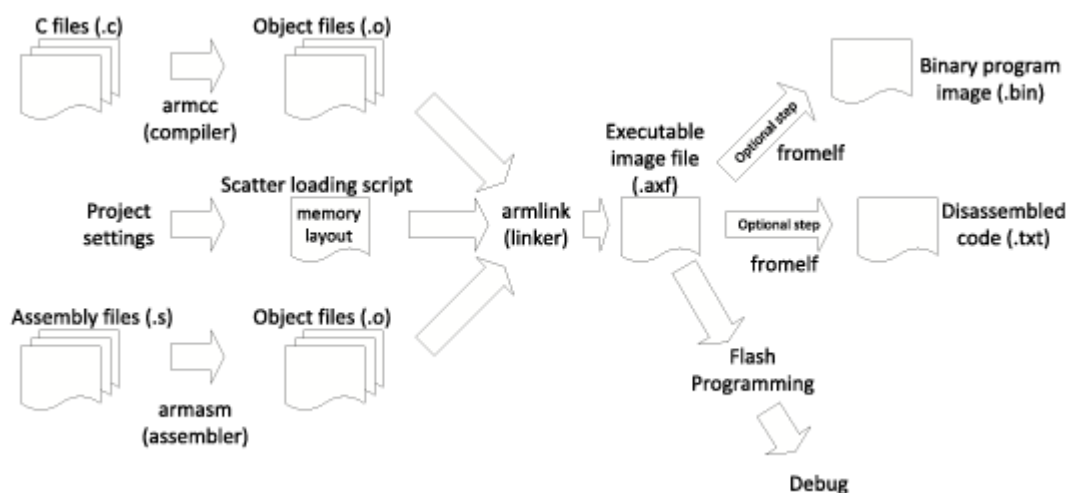 C files (.c)
Object files (.o)
armcc
(compiler)
Project
settings
Scatter loading script
memory
layout
Assembly files (.s)
Object files (.o)
armasm
(assembler)
armlink
(linker)
Executable
image file
(.axf)
Optional step
fromelf
Binary program
image (.bin)
Optional step
fromelf
Disassembled
code (.txt)
Flash
Programming
Debug